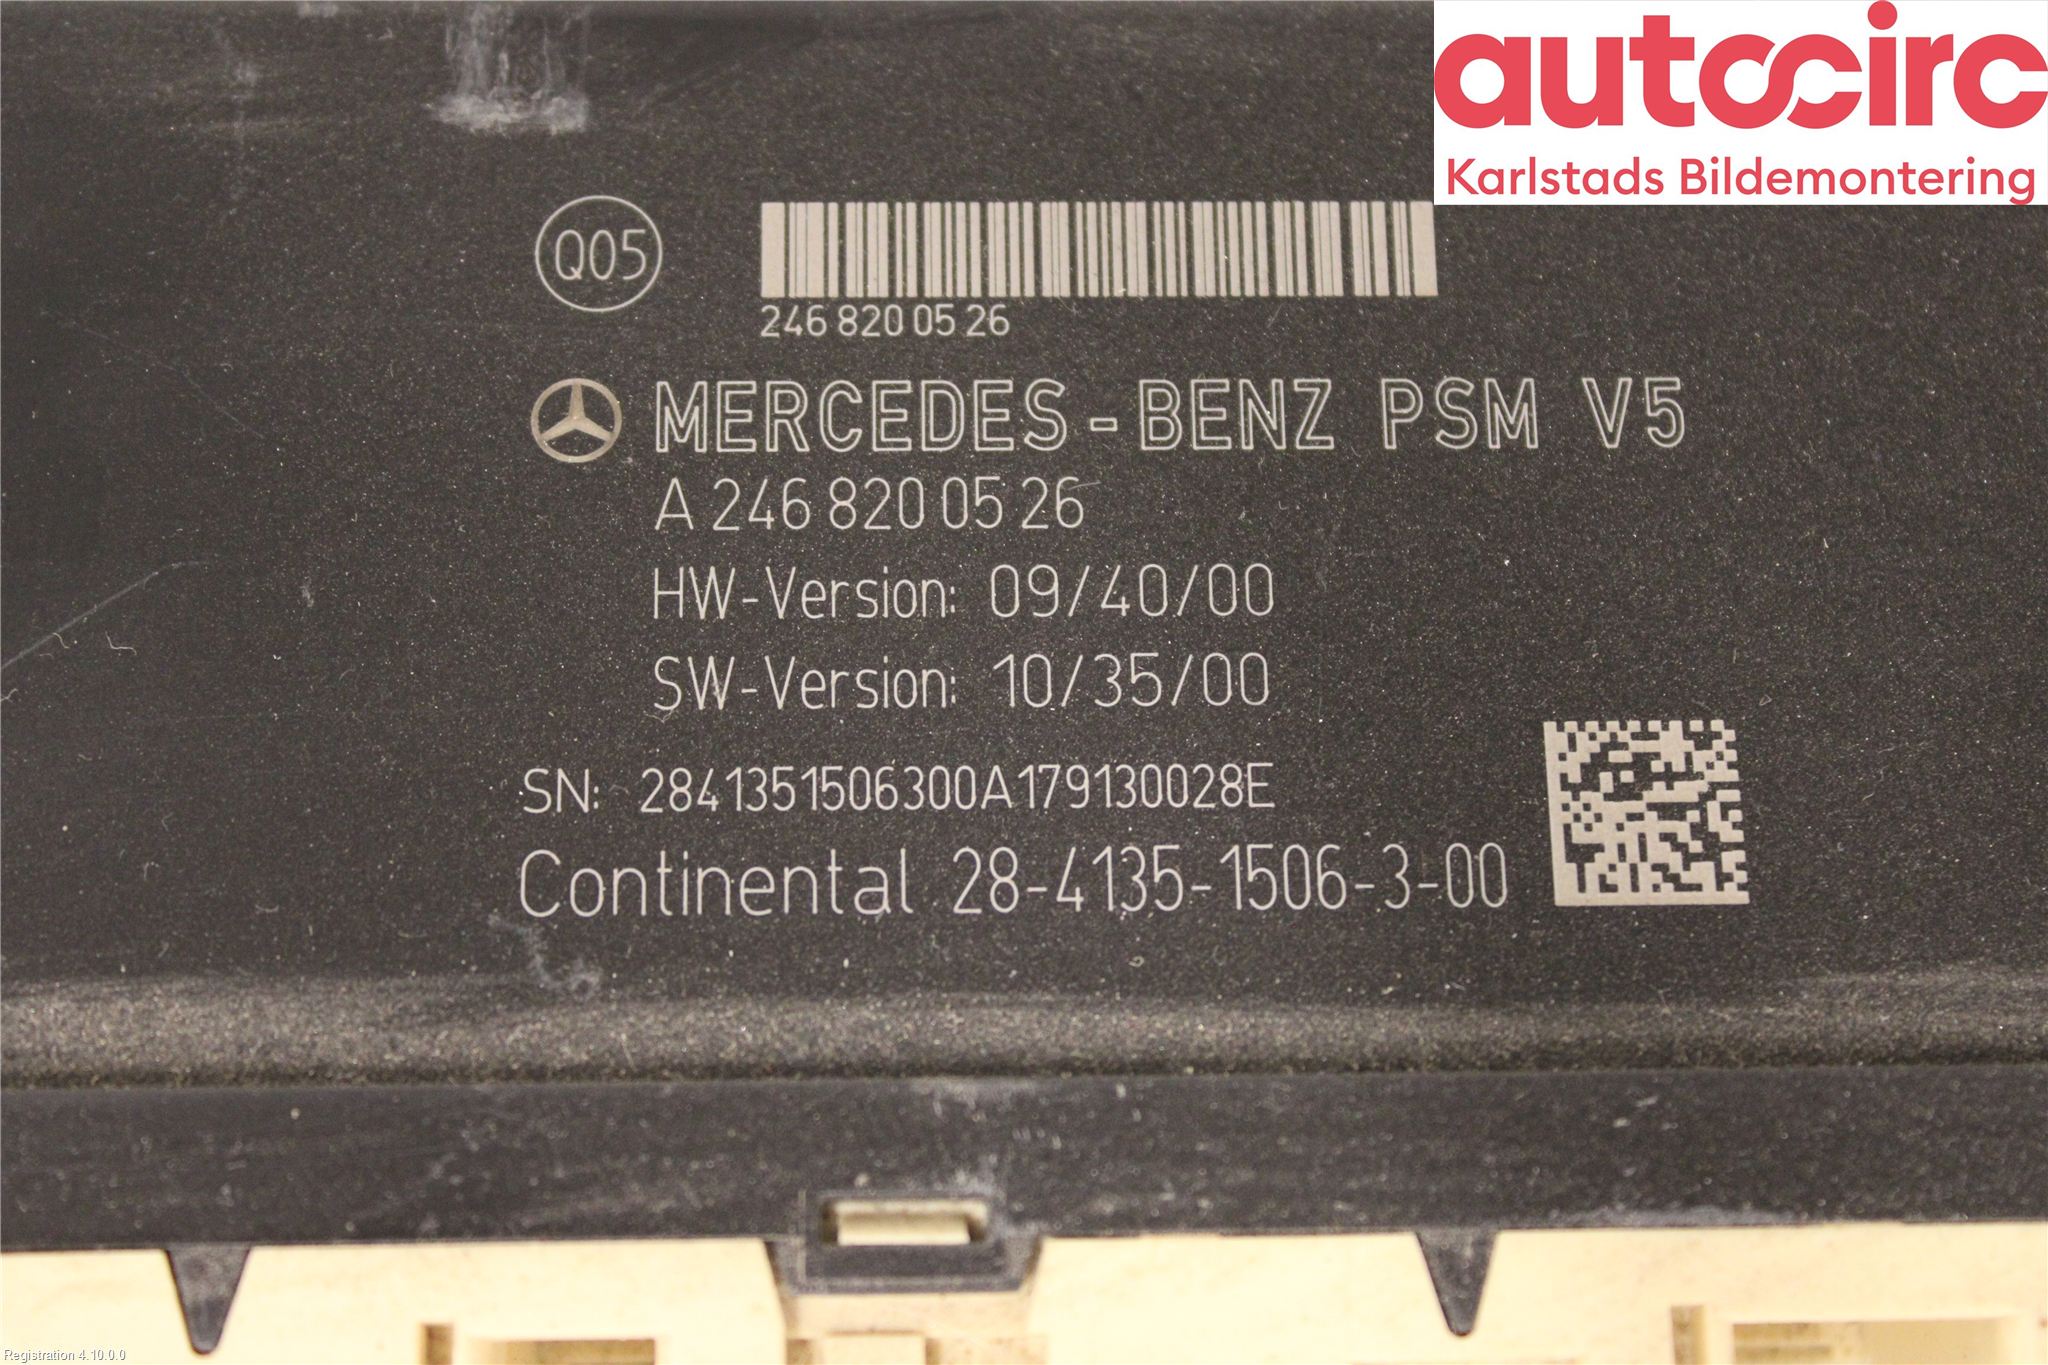 autocirc
Karlstads Bildemontering
Q05
246 820 05 26
MERCEDES-BENZ PSM V5
A 246 820 05 26
HW-Version: 09/40/00
SW-Version: 10/35/00
SN: 2841351506300A179130028E
Continental 28-4135-1506-3-00
Registration 4.10.0.0